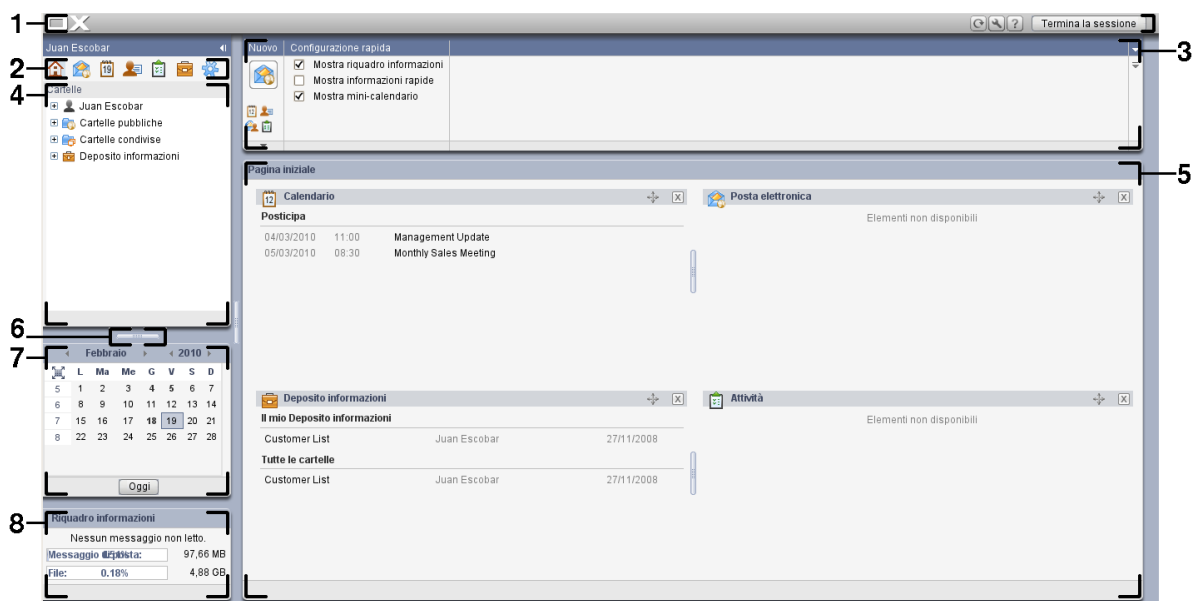 1
OX
Termina la sessione
Juan Escobar
Nuovo
Configurazione rapida
3
2
Mostra riquadro informazioni
Mostra informazioni rapide
Mostra mini-calendario
4
Cartelle
Juan Escobar
Cartelle pubbliche
Cartelle condivise
Deposito informazioni
Pagina iniziale
5
Calendario
Posticipa
04/03/2010 11:00 Management Update
05/03/2010 08:30 Monthly Sales Meeting
Posta elettronica
Elementi non disponibili
6
7
Febbraio 2010
L Ma Me G V S D
5 1 2 3 4 5 6 7
6 8 9 10 11 12 13 14
7 15 16 17 18 19 20 21
8 22 23 24 25 26 27 28
Oggi
Deposito informazioni
Il mio Deposito informazioni
Customer List Juan Escobar 27/11/2008
Tutte le cartelle
Customer List Juan Escobar 27/11/2008
Attività
Elementi non disponibili
8
Riquadro informazioni
Nessun messaggio non letto.
Messaggio posta: 97,66 MB
File: 0.18% 4,88 GB